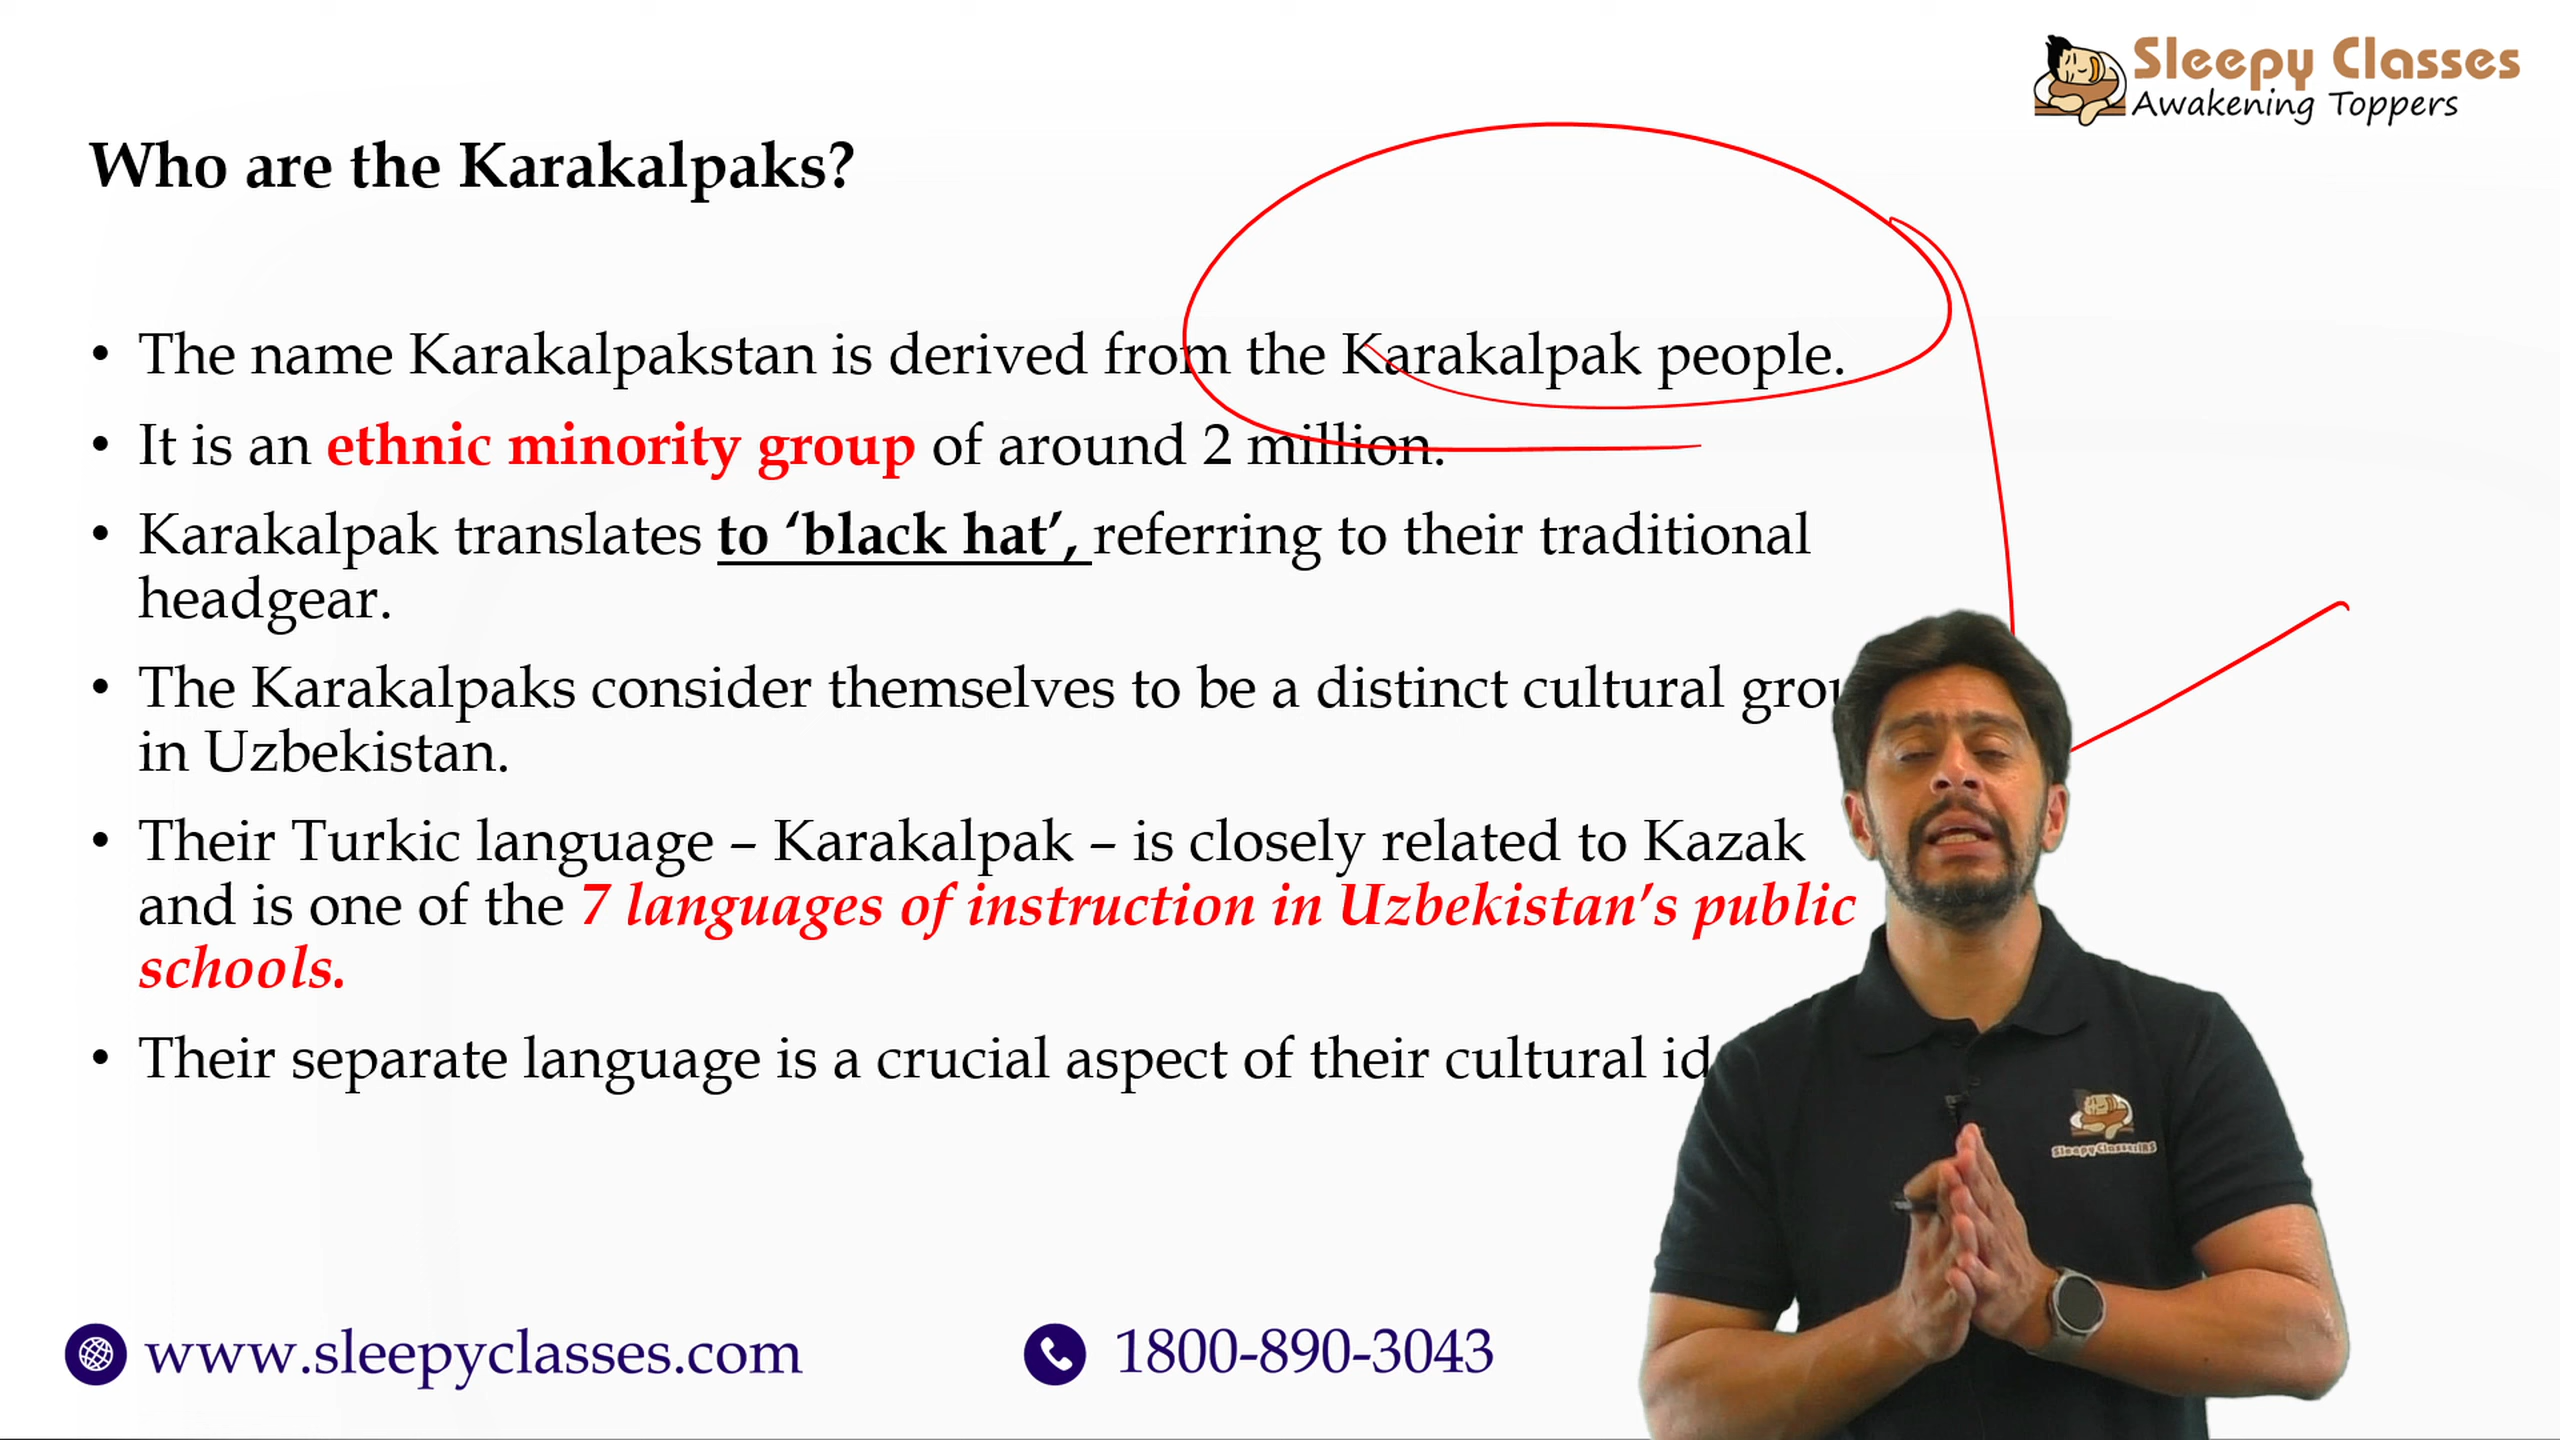 Sleepy Classes
Awakening Toppers
Who are the Karakalpaks?
• The name Karakalpakstan is derived from the Karakalpak people.
• It is an ethnic minority group of around 2 million.
• Karakalpak translates to ‘black hat’, referring to their traditional
headgear.
• The Karakalpaks consider themselves to be a distinct cultural
in Uzbekistan.
• Their Turkic language – Karakalpak – is closely related to Kazak
and is one of the 7 languages of instruction in Uzbekistan’s public
schools.
• Their separate language is a crucial aspect of their cultural
SleepyClassesIAS
www.sleepyclasses.com
1800-890-3043